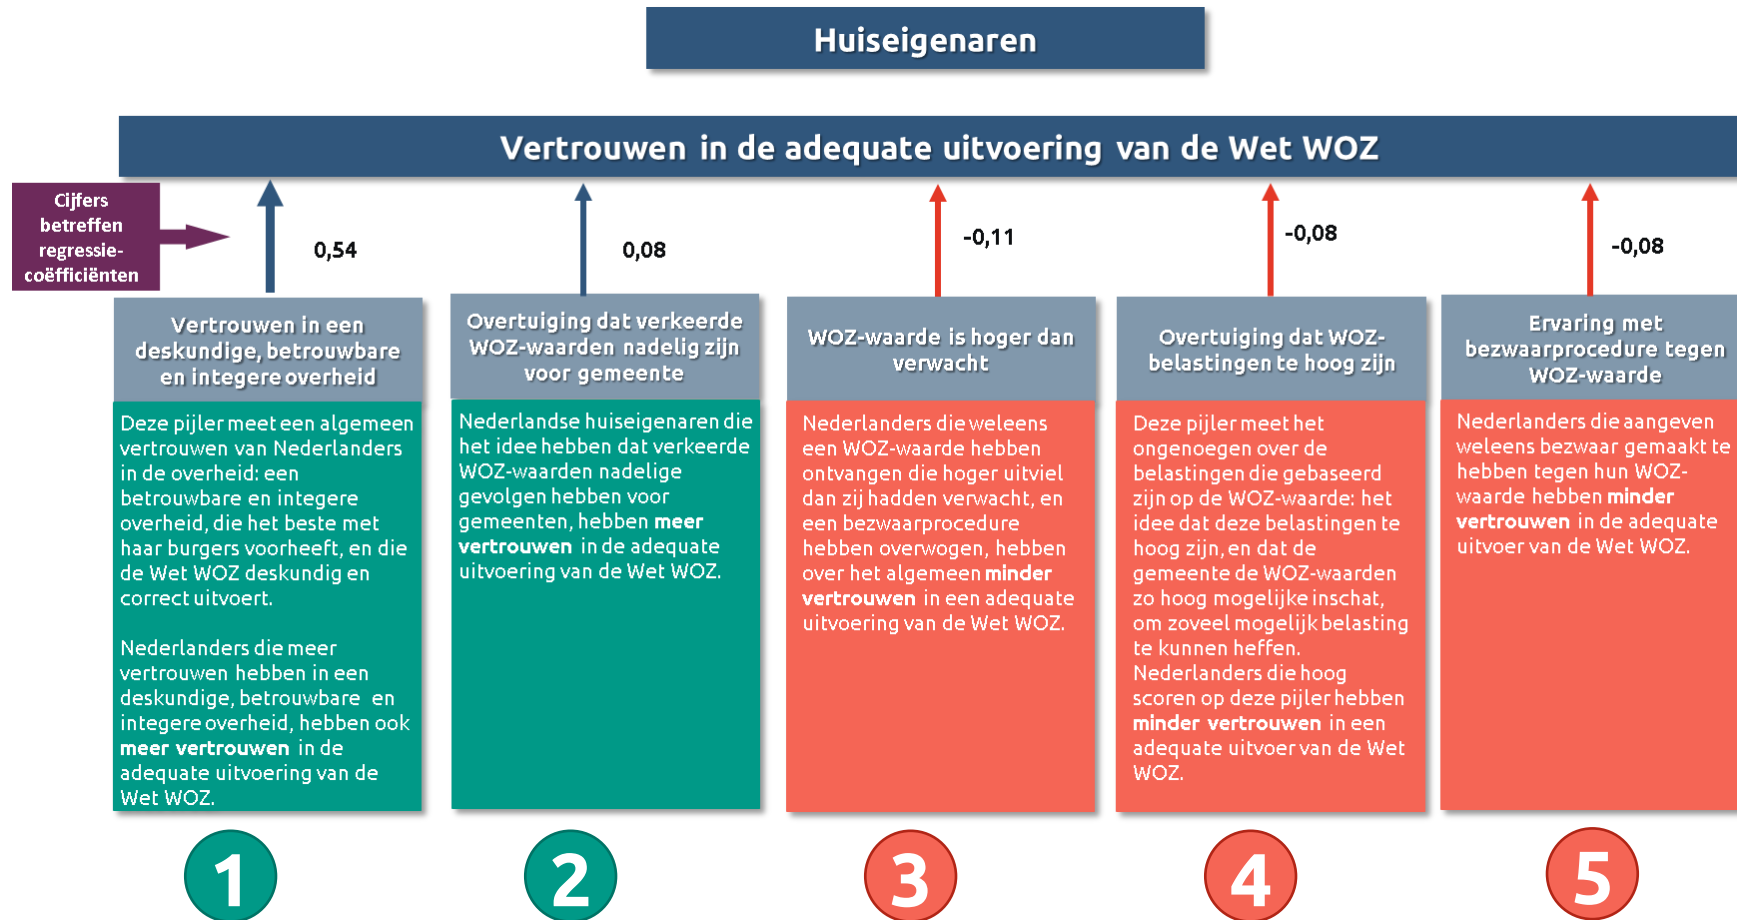 Huiseigenaren
Vertrouwen in de adequate uitvoering van de Wet WOZ
Cijfers
betreffen
regressie-
coëfficiënten
0,54
0,08
-0,11
-0,08
-0,08
Vertrouwen in een
deskundige, betrouwbare
en integere overheid
Deze pijler meet een algemeen
vertrouwen van Nederlanders
in de overheid: een
betrouwbare en integere
overheid, die het beste met
haar burgers voorheeft, en die
de Wet WOZ deskundig en
correct uitvoert.
Nederlanders die meer
vertrouwen hebben in een
deskundige, betrouwbare en
integere overheid, hebben ook
meer vertrouwen in de
adequate uitvoering van de
Wet WOZ.
1
Overtuiging dat verkeerde
WOZ-waarden nadelig zijn
voor gemeente
Nederlandse huiseigenaren die
het idee hebben dat verkeerde
WOZ-waarden nadelige
gevolgen hebben voor
gemeenten, hebben meer
vertrouwen in de adequate
uitvoering van de Wet WOZ.
2
WOZ-waarde is hoger dan
verwacht
Nederlanders die weleens
een WOZ-waarde hebben
ontvangen die hoger uitviel
dan zij hadden verwacht, en
een bezwaarprocedure
hebben overwogen, hebben
over het algemeen minder
vertrouwen in een adequate
uitvoering van de Wet WOZ.
3
Overtuiging dat WOZ-
belastingen te hoog zijn
Deze pijler meet het
ongenoegen over de
belastingen die gebaseerd
zijn op de WOZ-waarde: het
idee dat deze belastingen te
hoog zijn, en dat de
gemeente de WOZ-waarden
zo hoog mogelijke inschat,
om zoveel mogelijk belasting
te kunnen heffen.
Nederlanders die hoog
scoren op deze pijler hebben
minder vertrouwen in een
adequate uitvoer van de Wet
WOZ.
4
Ervaring met
bezwaarprocedure tegen
WOZ-waarde
Nederlanders die aangeven
weleens bezwaar gemaakt te
hebben tegen hun WOZ-
waarde hebben minder
vertrouwen in de adequate
uitvoer van de Wet WOZ.
5